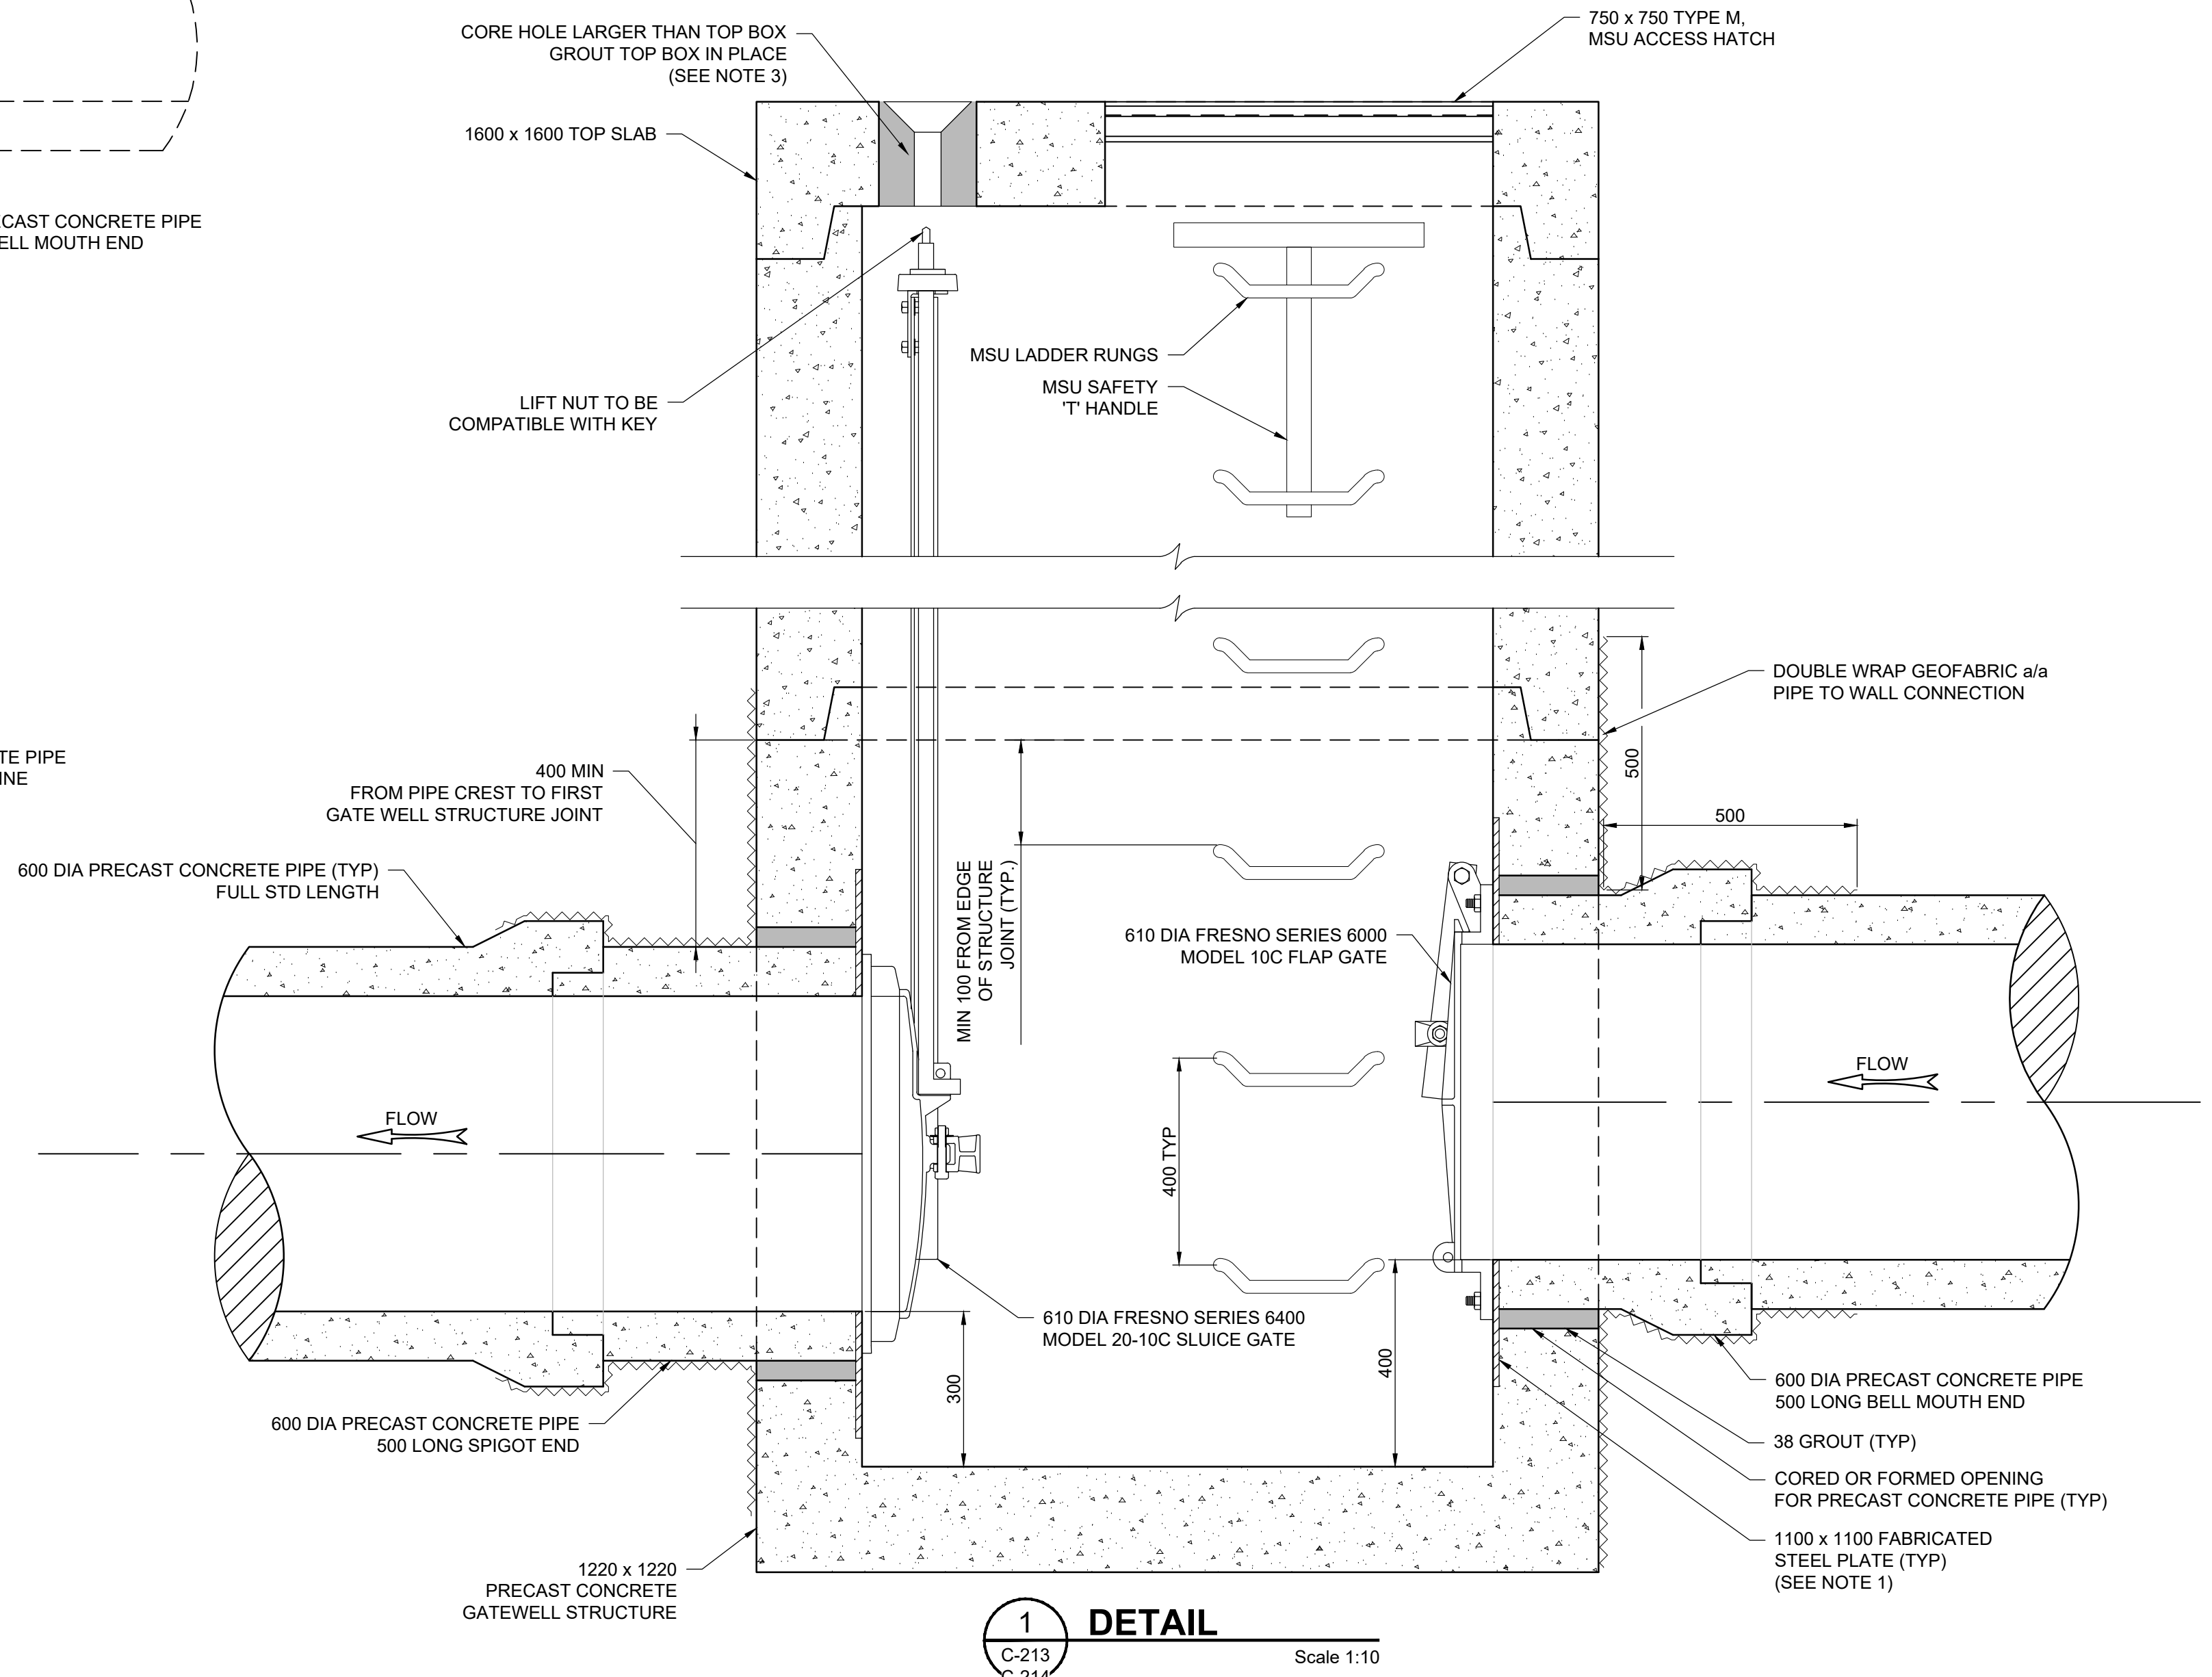 CORE HOLE LARGER THAN TOP BOX
GROUT TOP BOX IN PLACE
(SEE NOTE 3)
750 x 750 TYPE M,
MSU ACCESS HATCH
1600 x 1600 TOP SLAB
ECAST CONCRETE PIPE
ELL MOUTH END
LIFT NUT TO BE
COMPATIBLE WITH KEY
MSU LADDER RUNGS
MSU SAFETY
'T' HANDLE
DOUBLE WRAP GEOFABRIC a/a
PIPE TO WALL CONNECTION
500
500
TE PIPE
INE
400 MIN
FROM PIPE CREST TO FIRST
GATE WELL STRUCTURE JOINT
600 DIA PRECAST CONCRETE PIPE (TYP)
FULL STD LENGTH
MIN 100 FROM EDGE
OF STRUCTURE
JOINT (TYP.)
610 DIA FRESNO SERIES 6000
MODEL 10C FLAP GATE
FLOW
FLOW
400 TYP
610 DIA FRESNO SERIES 6400
MODEL 20-10C SLUICE GATE
300
400
600 DIA PRECAST CONCRETE PIPE
500 LONG SPIGOT END
600 DIA PRECAST CONCRETE PIPE
500 LONG BELL MOUTH END
38 GROUT (TYP)
CORED OR FORMED OPENING
FOR PRECAST CONCRETE PIPE (TYP)
1100 x 1100 FABRICATED
STEEL PLATE (TYP)
(SEE NOTE 1)
1220 x 1220
PRECAST CONCRETE
GATEWELL STRUCTURE
1
DETAIL
C-213
C-214
Scale 1:10